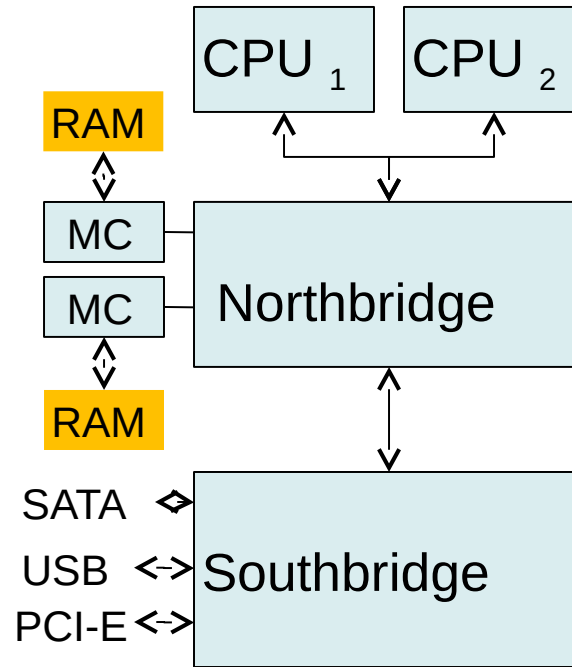 CPU 1
CPU 2
RAM
MC
MC
Northbridge
RAM
SATA
USB
Southbridge
PCI-E